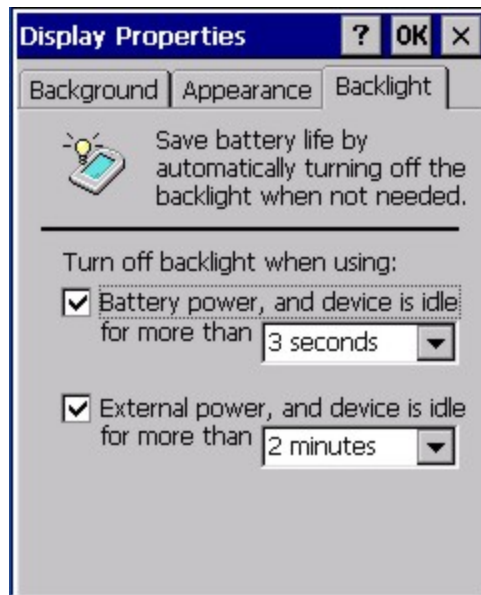 Display Properties ? OK ×
Background Appearance Backlight
Save battery life by
automatically turning off the
backlight when not needed.
Turn off backlight when using:
Battery power, and device is idle
for more than 3 seconds
External power, and device is idle
for more than 2 minutes